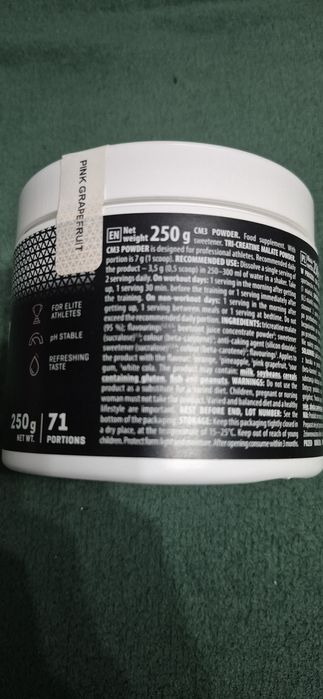 PINK GRAPEFRUIT
FOR ELITE
ATHLETES
pH STABLE
REFRESHING
TASTE
250g
NET WT.
71
PORTIONS
EN Net weight 250 g CM3 POWDER. Food supplement. With
sweetener. TRI-CREATINE MALATE POWDER.
CM3 POWDER is designed for professional athletes. Recommended daily
portion is 7 g (1 scoop). RECOMMENDED USE: Dissolve a single serving of
the product – 3,5 g (0,5 scoop) in 250–300 ml of water in a shaker. Use
2 servings daily. On workout days: 1 serving in the morning after getting
up, 1 serving 30 min. before the training or 1 serving immediately after
the training. On non-workout days: 1 serving in the morning after
getting up, 1 serving between meals or 1 serving at bedtime. Do not
exceed the recommended daily portion. INGREDIENTS: tricreatine malate
(95 %); flavourings; beetroot juice concentrate powder; sweetener
(sucralose); colour (beta-carotene); anti-caking agent;
sweetener (sucralose); colour (beta-carotene); flavourings. Applies to
the product with the flavour: lemon, pineapple, pink grapefruit, sour
gum, white cola. The product may contain: milk, soybeans, cereals
containing gluten, fish and peanuts. WARNINGS: Do not use the
product as a substitute for a varied diet. Children, pregnant or nursing
woman must not take the product. Varied and balanced diet and a healthy
lifestyle are important. BEST BEFORE END, LOT NUMBER: See the
bottom of the packaging. STORAGE: Keep this packaging tightly closed in
a dry place, at the temperature of 15–25°C. Keep out of reach of young
children. Protect form light and moisture. After opening consume within 3 months.